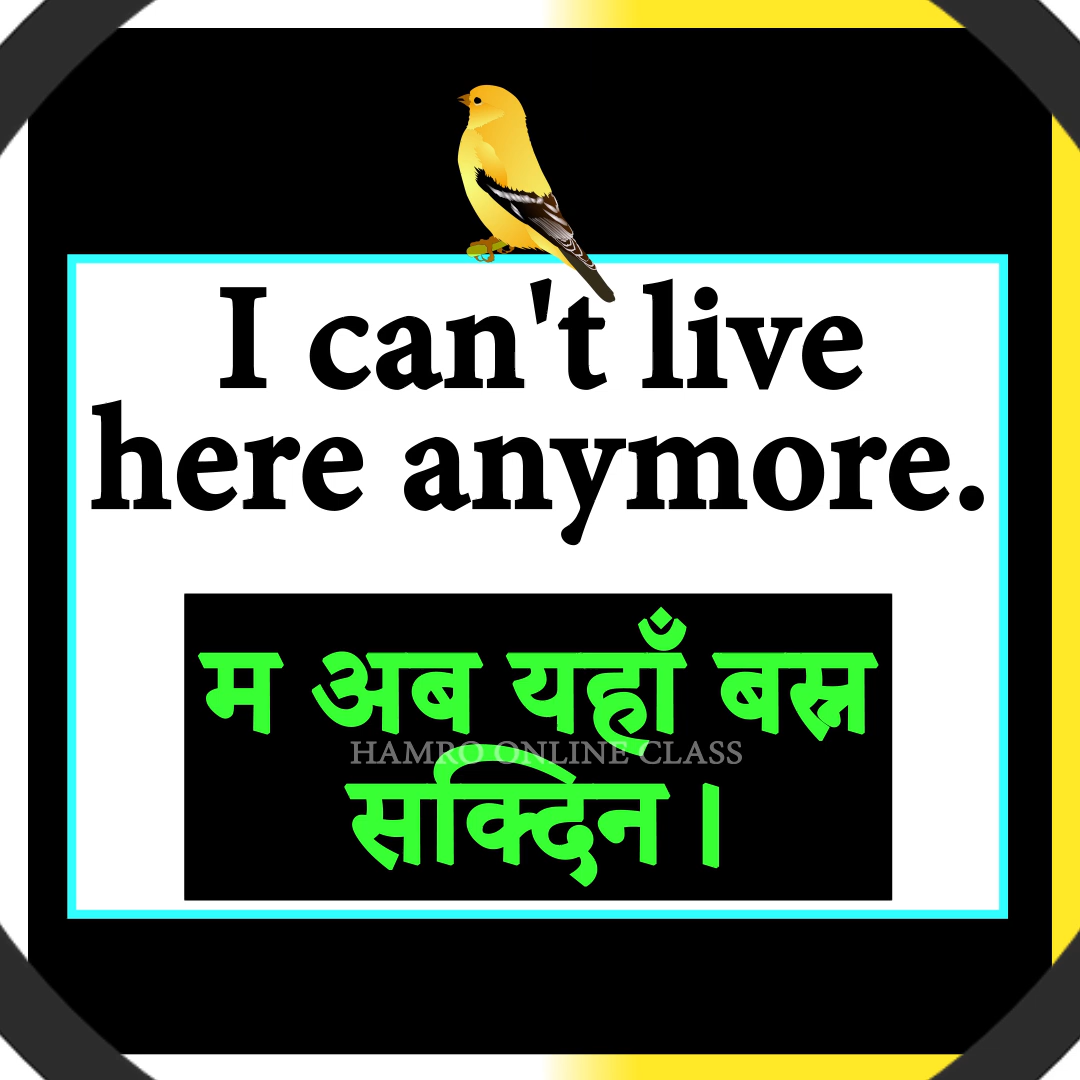 I can't live
here anymore.
म अब यहाँ बस्न
HAMRO ONLINE CLASS
सक्दिन ।